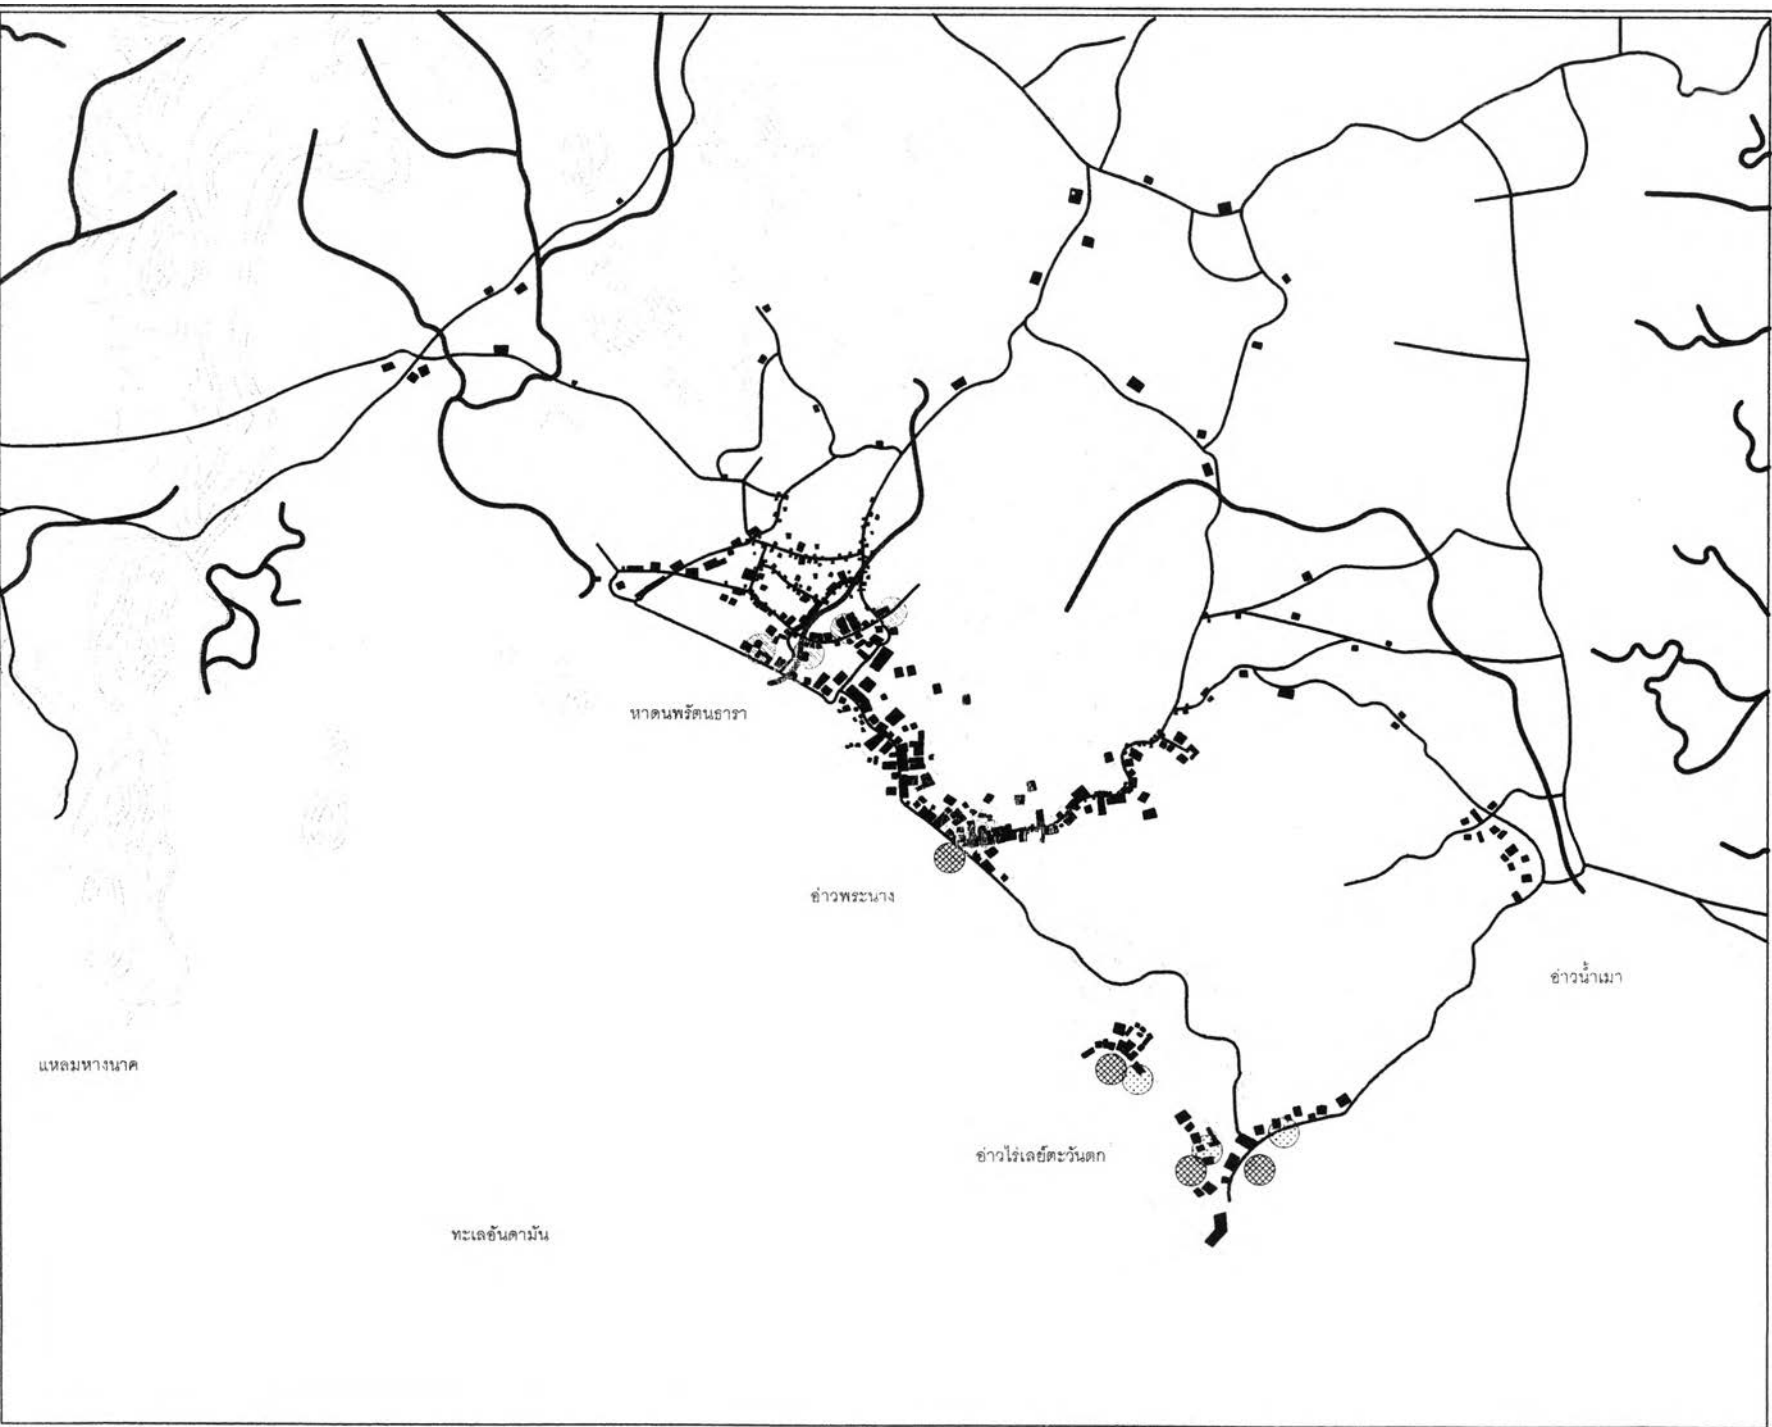 หาดนพรัตนธารา
อ่าวพระนาง
อ่าวน้ำเมา
แหลมหางนาค
อ่าวไร่เลย์ตะวันตก
ทะเลอันดามัน